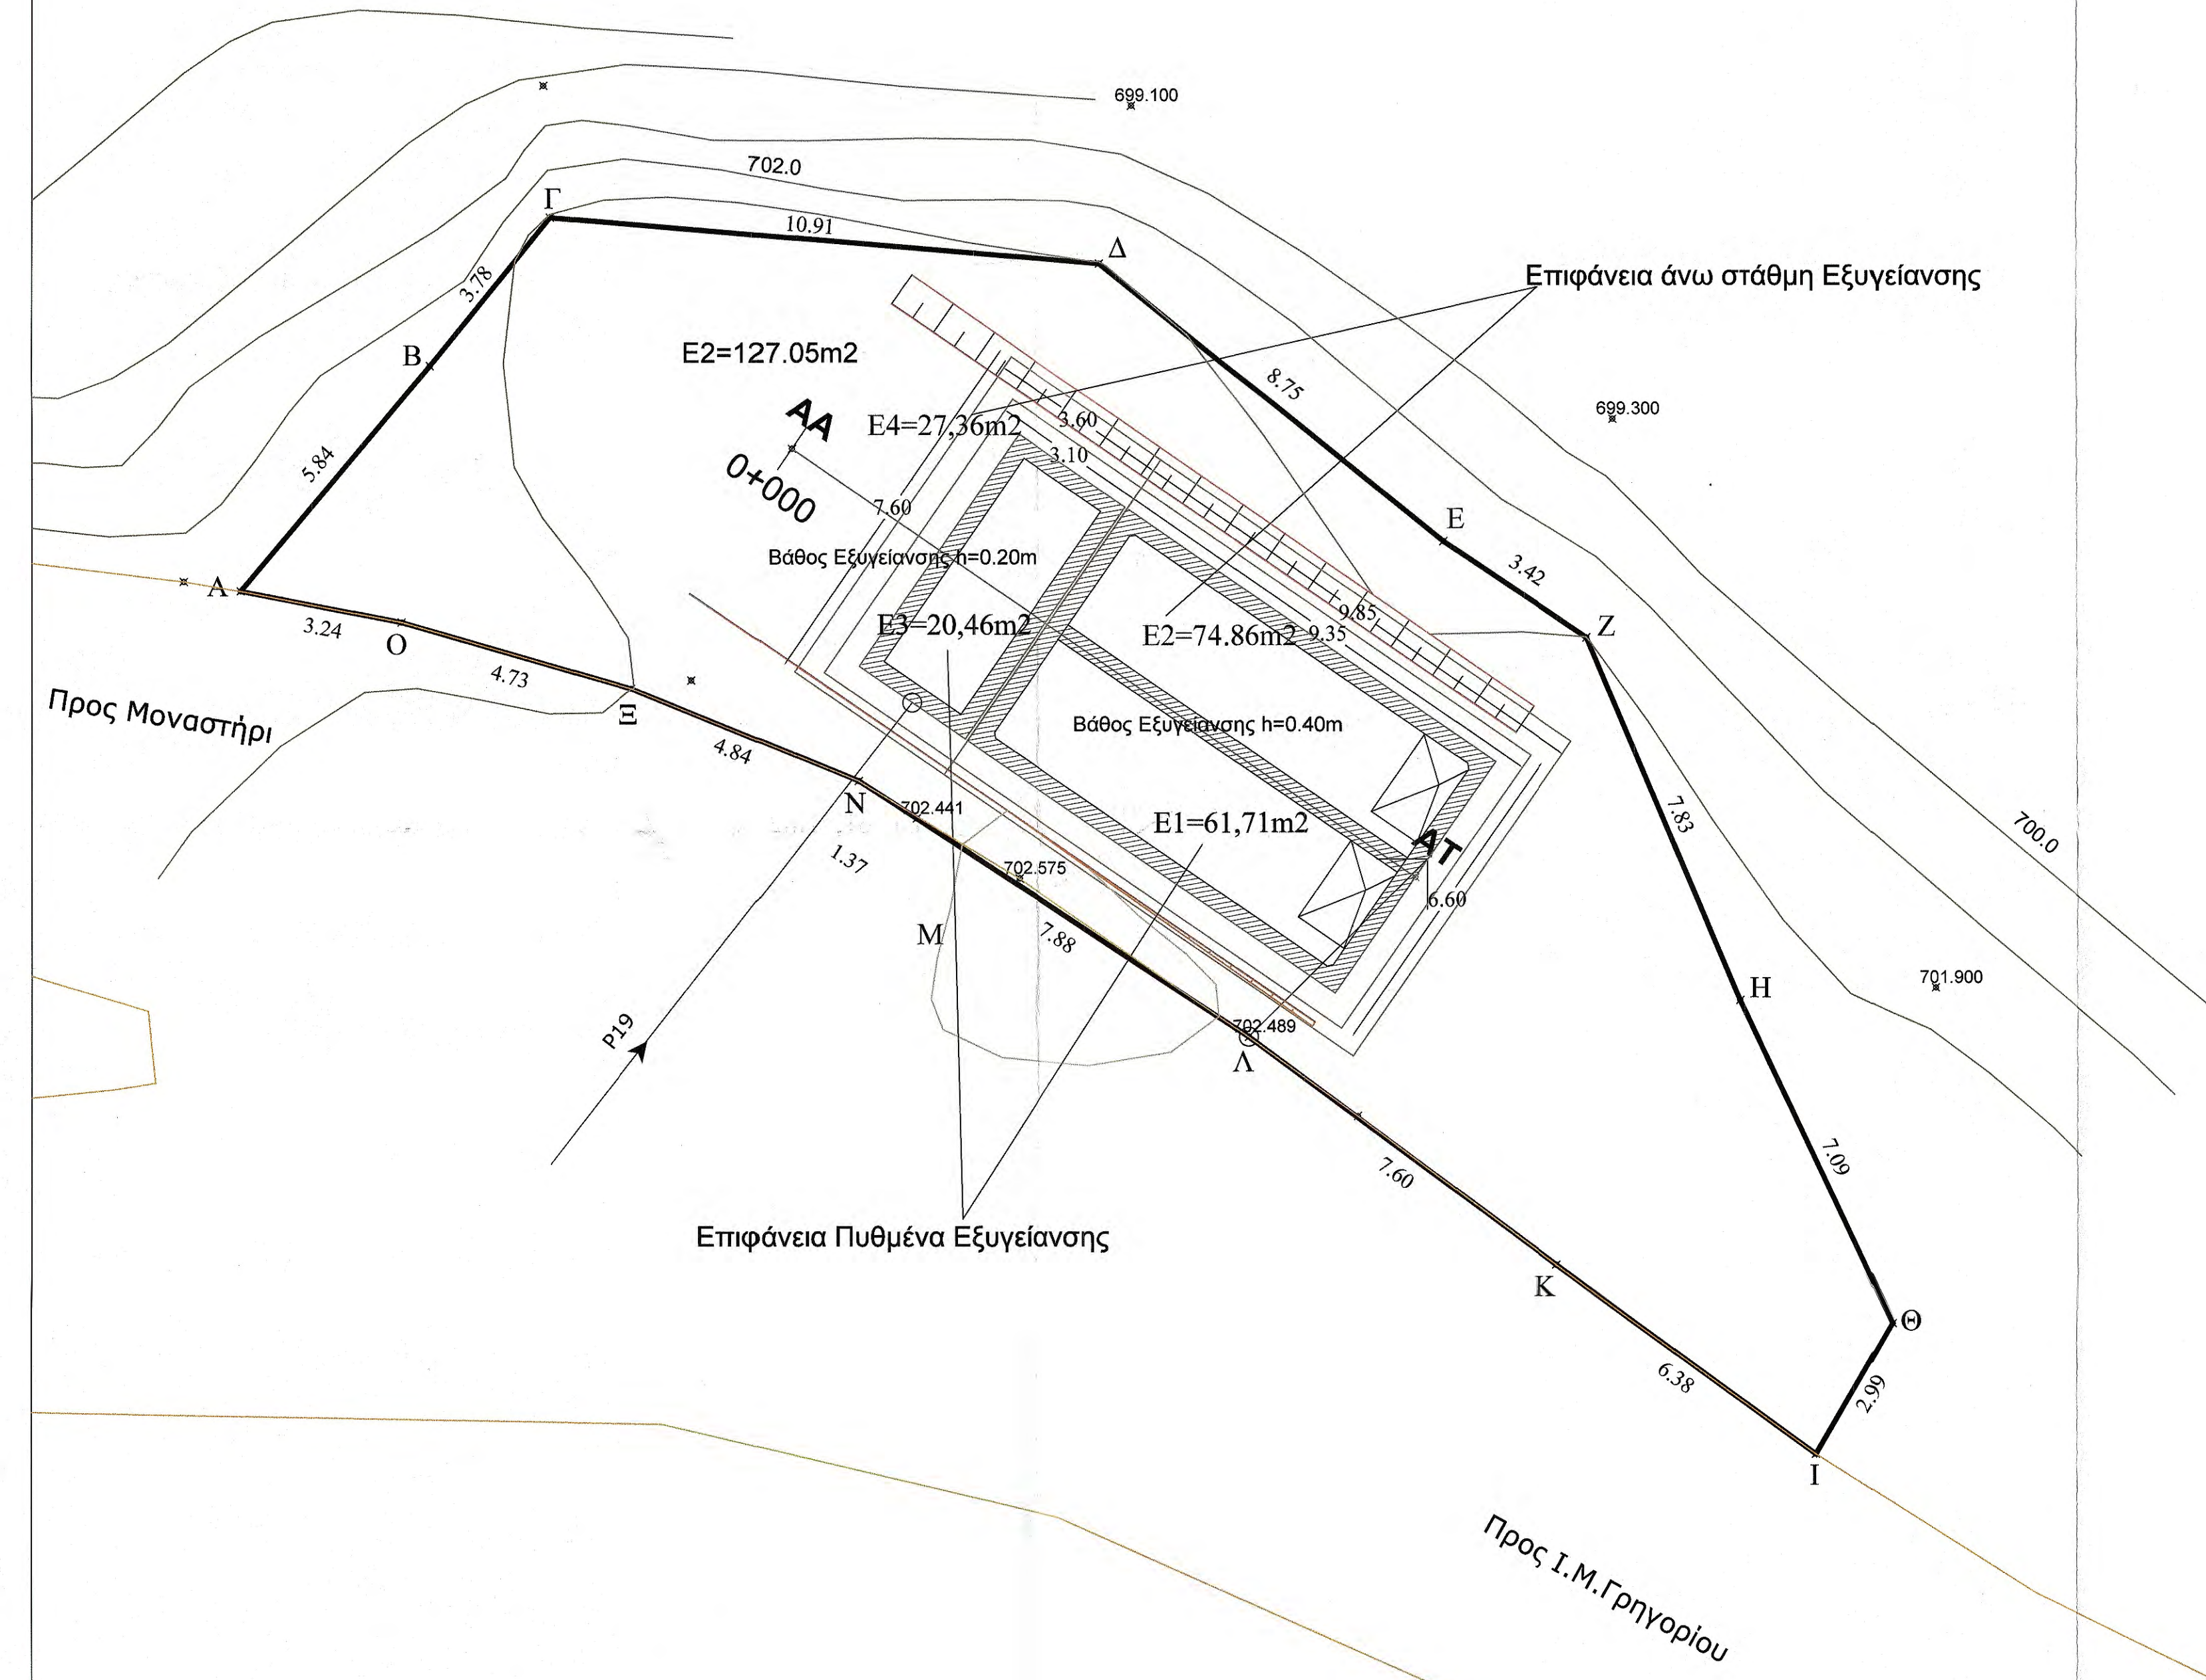 699.100
702.0
Γ
10.91
Δ
Επιφάνεια άνω στάθμη Εξυγείανσης
3.78
E2=127.05m2
B
8.75
699.300
AA
E4=27,36m2
3.60
3.10
5.84
0+000
7.60
E
Βάθος Εξυγείανσης h=0.20m
3.42
A
9.85
E3=20,46m2
E2=74.86m2
9.35
Z
3.24
O
4.73
Προς Μοναστήρι
Ξ
Βάθος Εξυγείανσης h=0.40m
4.84
N
702.441
E1=61,71m2
7.83
700.0
1.37
702.575
AT
6.60
M
7.88
701.900
H
P19
702.489
Λ
7.60
7.09
Επιφάνεια Πυθμένα Εξυγείανσης
K
Θ
6.38
2.99
I
Προς Ι.Μ.Γρηγορίου